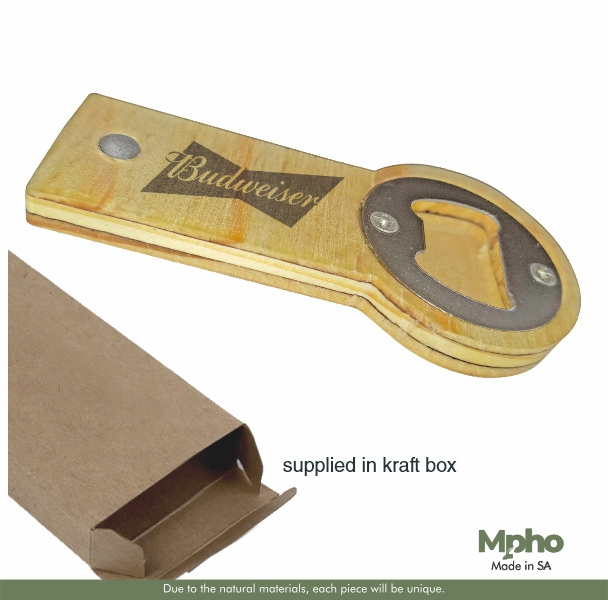 Budweiser
supplied in kraft box
Mpho
Made in SA
Due to the natural materials, each piece will be unique.